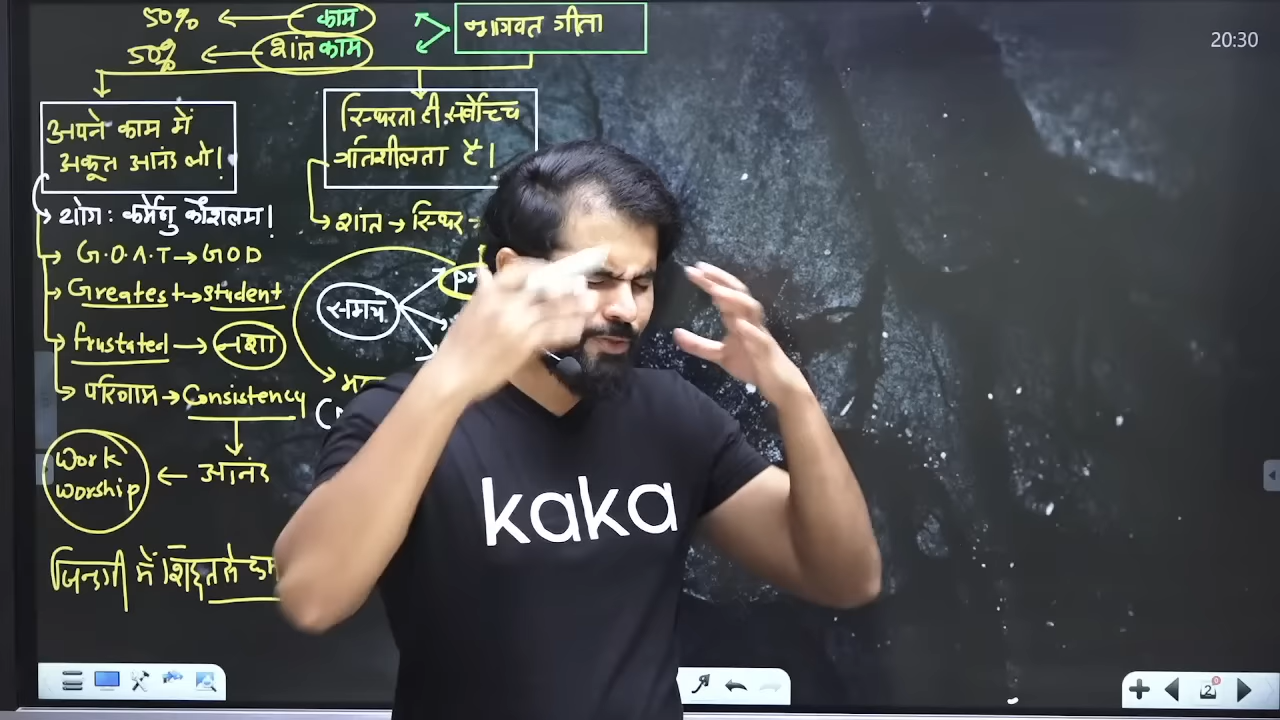 50% ← काम
50% ← शांत काम
भागवत गीता
20:30
अपने काम में
अकूत आनंद लो!
स्थिरता ही सर्वोच्च
गतिशीलता है।
योग: कर्मसु कौशलम!
शांत → स्थिर →
G.O.A.T → GOD
Greatest → student
समय
frustated → नशा
परिणाम → Consistency
Work
worship
← आनंद
जिन्दगी में शिद्दत से
kaka
2